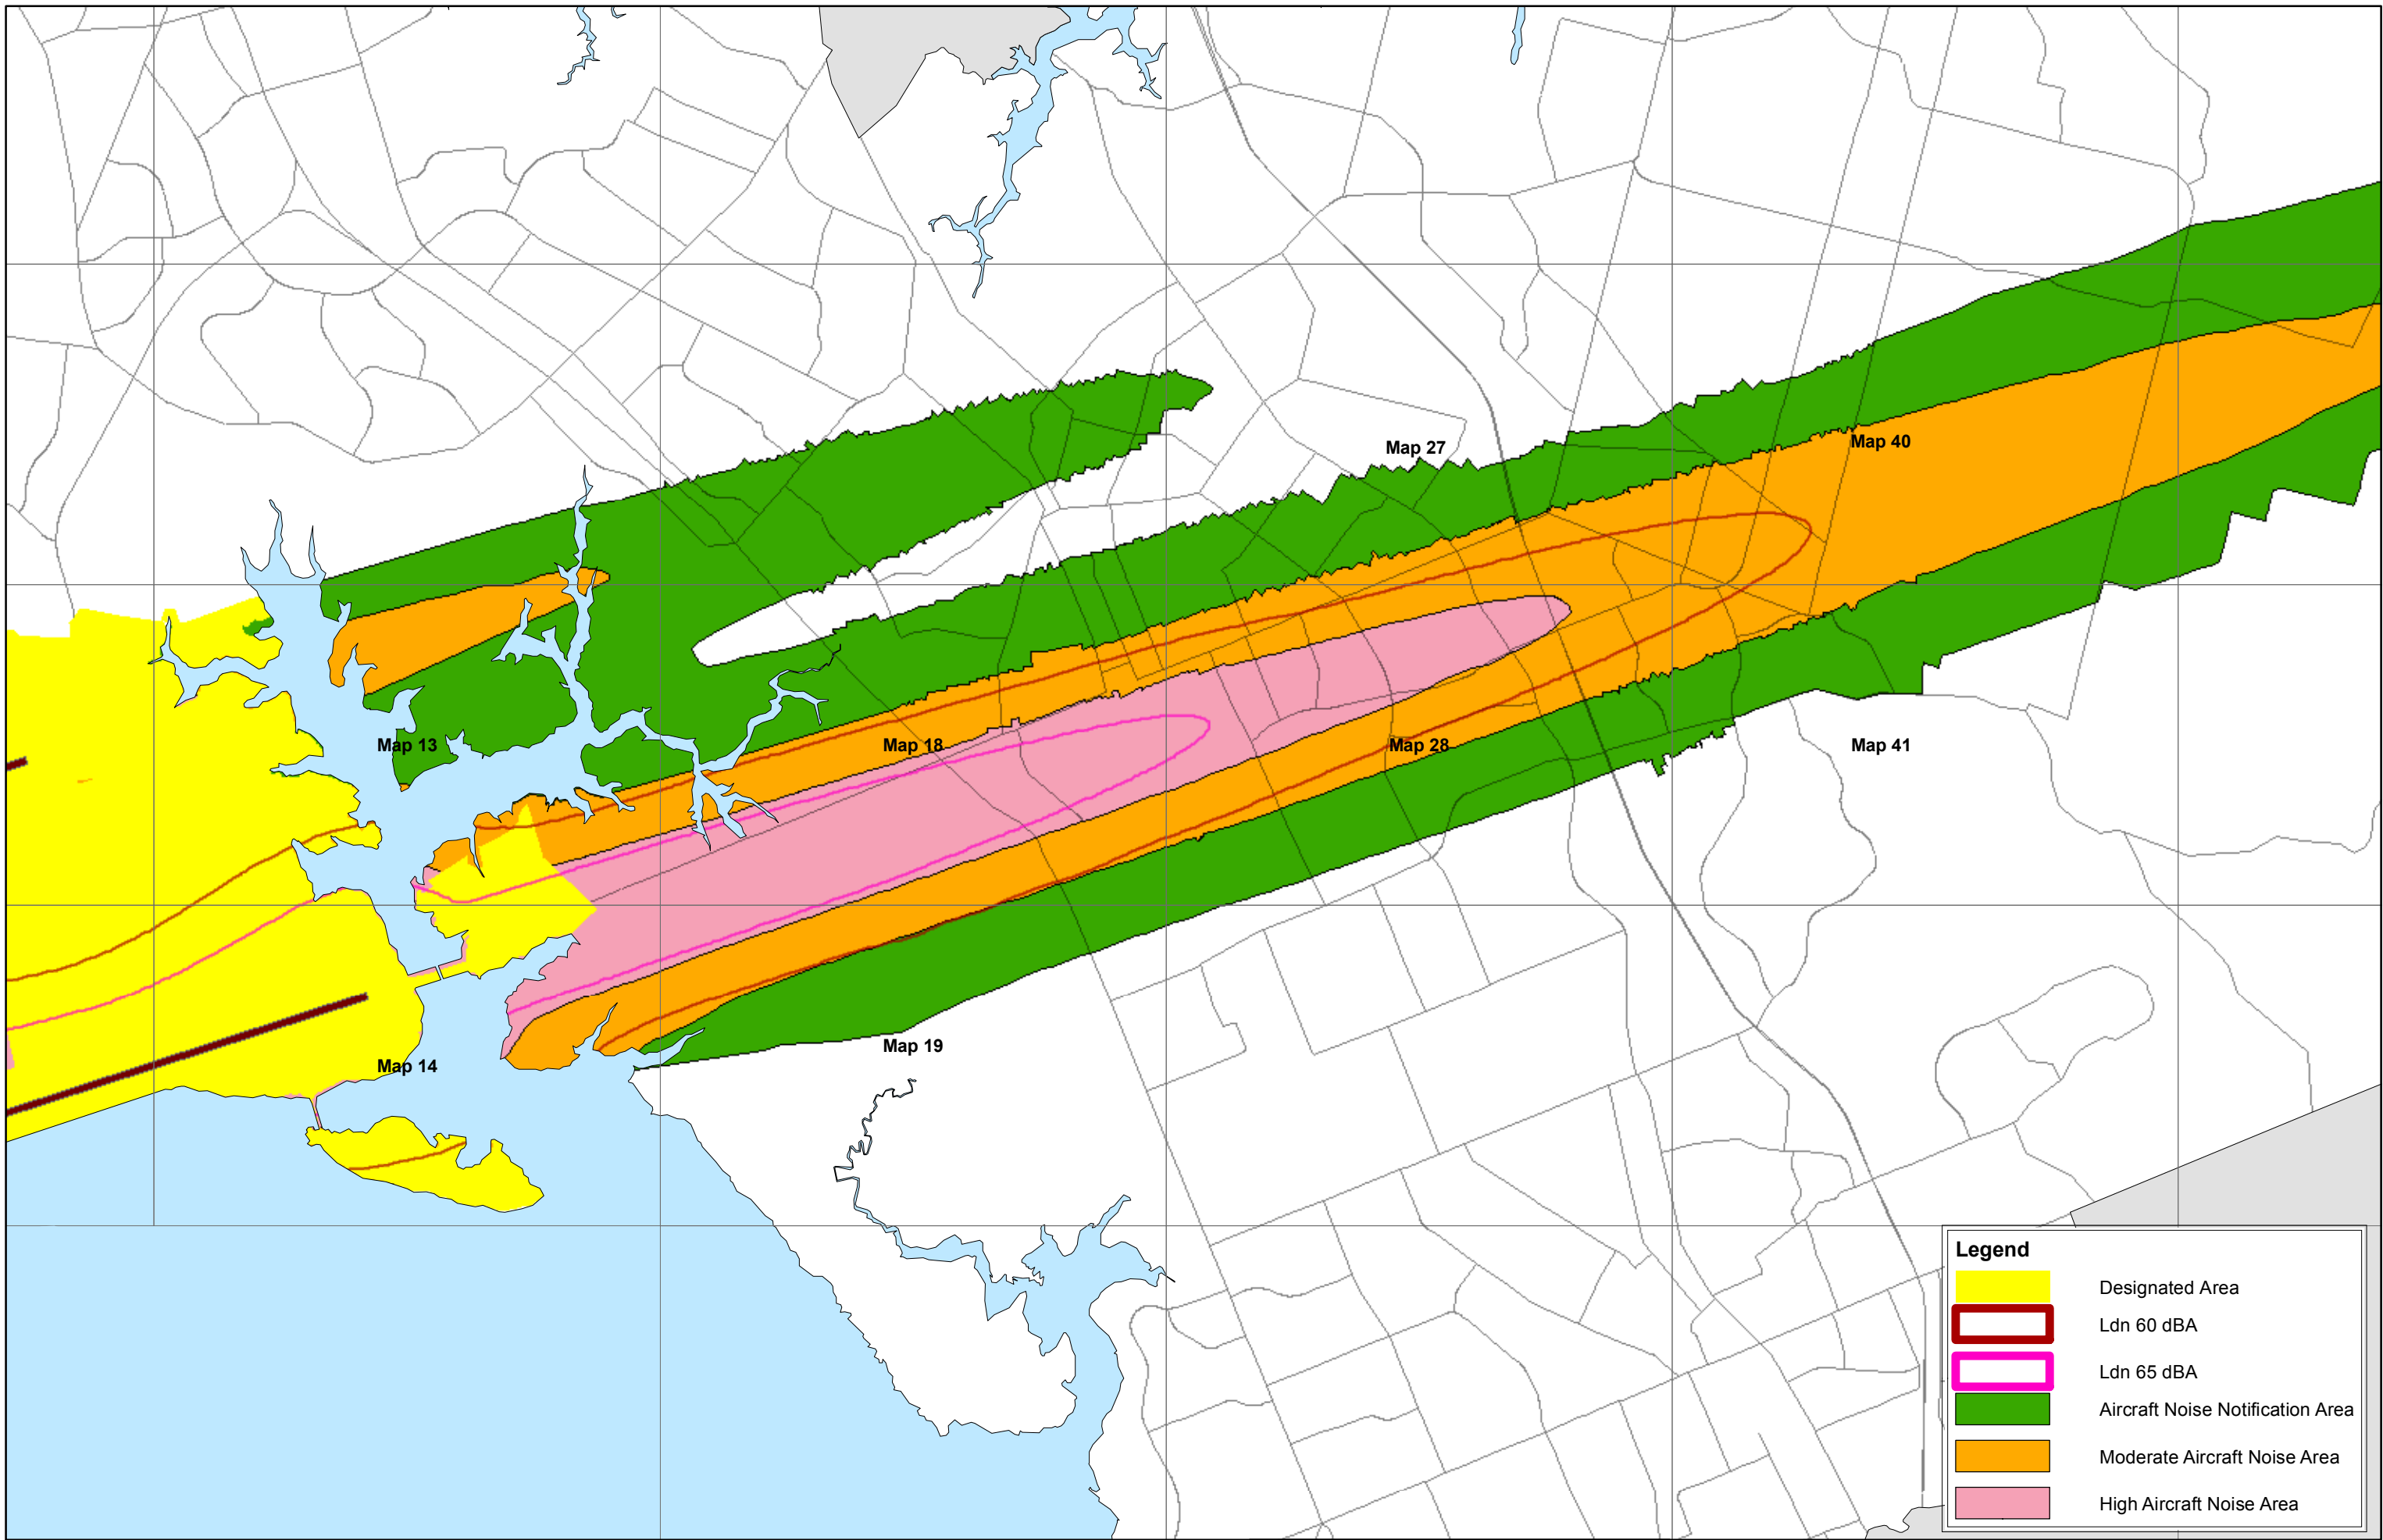 Map 27
Map 40
Map 13
Map 18
Map 28
Map 41
Map 19
Map 14
Legend
Designated Area
Ldn 60 dBA
Ldn 65 dBA
Aircraft Noise Notification Area
Moderate Aircraft Noise Area
High Aircraft Noise Area